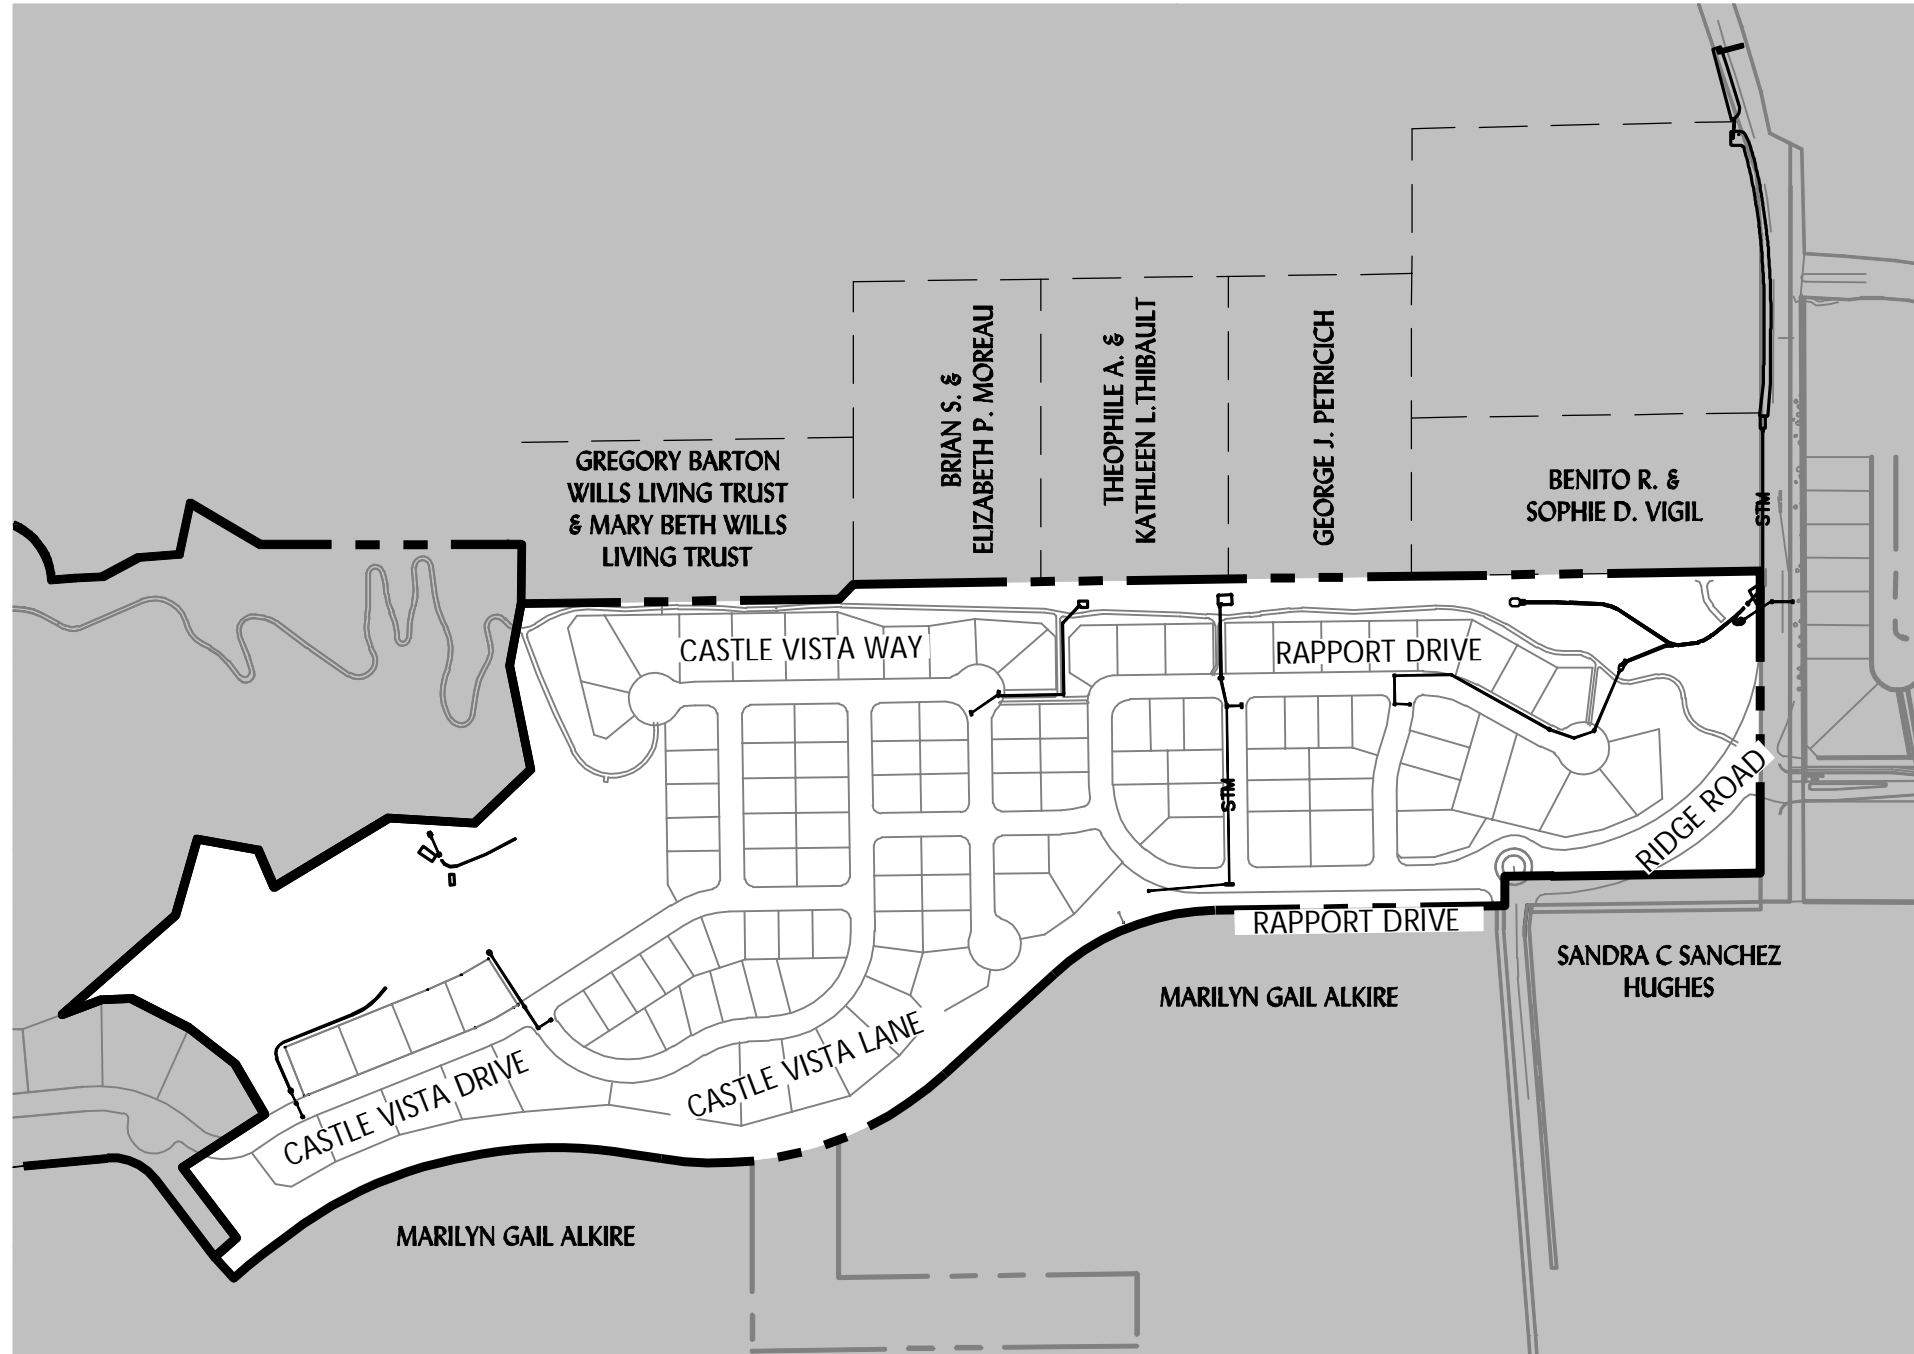 BRIAN S. &
ELIZABETH P. MOREAU
THEOPHILE A. &
KATHLEEN L. THIBAULT
GEORGE J. PETRICICH
GREGORY BARTON
WILLS LIVING TRUST
& MARY BETH WILLS
LIVING TRUST
BENITO R. &
SOPHIE D. VIGIL
STM
CASTLE VISTA WAY
RAPPORT DRIVE
STM
RIDGE ROAD
RAPPORT DRIVE
SANDRA C SANCHEZ
HUGHES
MARILYN GAIL ALKIRE
CASTLE VISTA LANE
CASTLE VISTA DRIVE
MARILYN GAIL ALKIRE